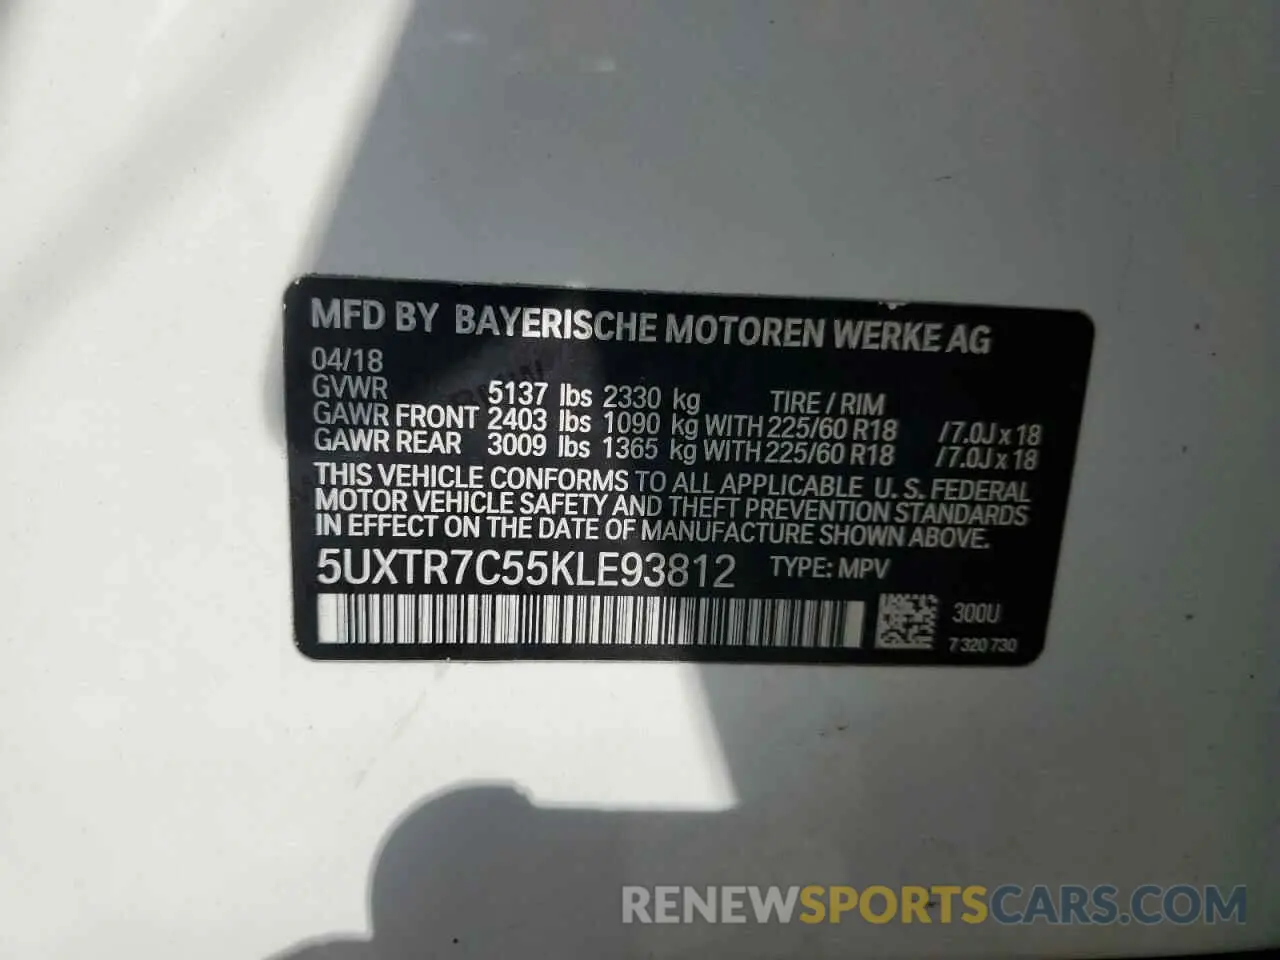 MFD BY BAYERISCHE MOTOREN WERKE AG
04/18
GVWR 5137 lbs 2330 kg TIRE / RIM
GAWR FRONT 2403 lbs 1090 kg WITH 225/60 R18 /7.0J x 18
GAWR REAR 3009 lbs 1365 kg WITH 225/60 R18 /7.0J x 18
THIS VEHICLE CONFORMS TO ALL APPLICABLE U. S. FEDERAL
MOTOR VEHICLE SAFETY AND THEFT PREVENTION STANDARDS
IN EFFECT ON THE DATE OF MANUFACTURE SHOWN ABOVE.
5UXTR7C55KLE93812 TYPE: MPV
300U
7 320 730
RENEWSPORTSCARS.COM